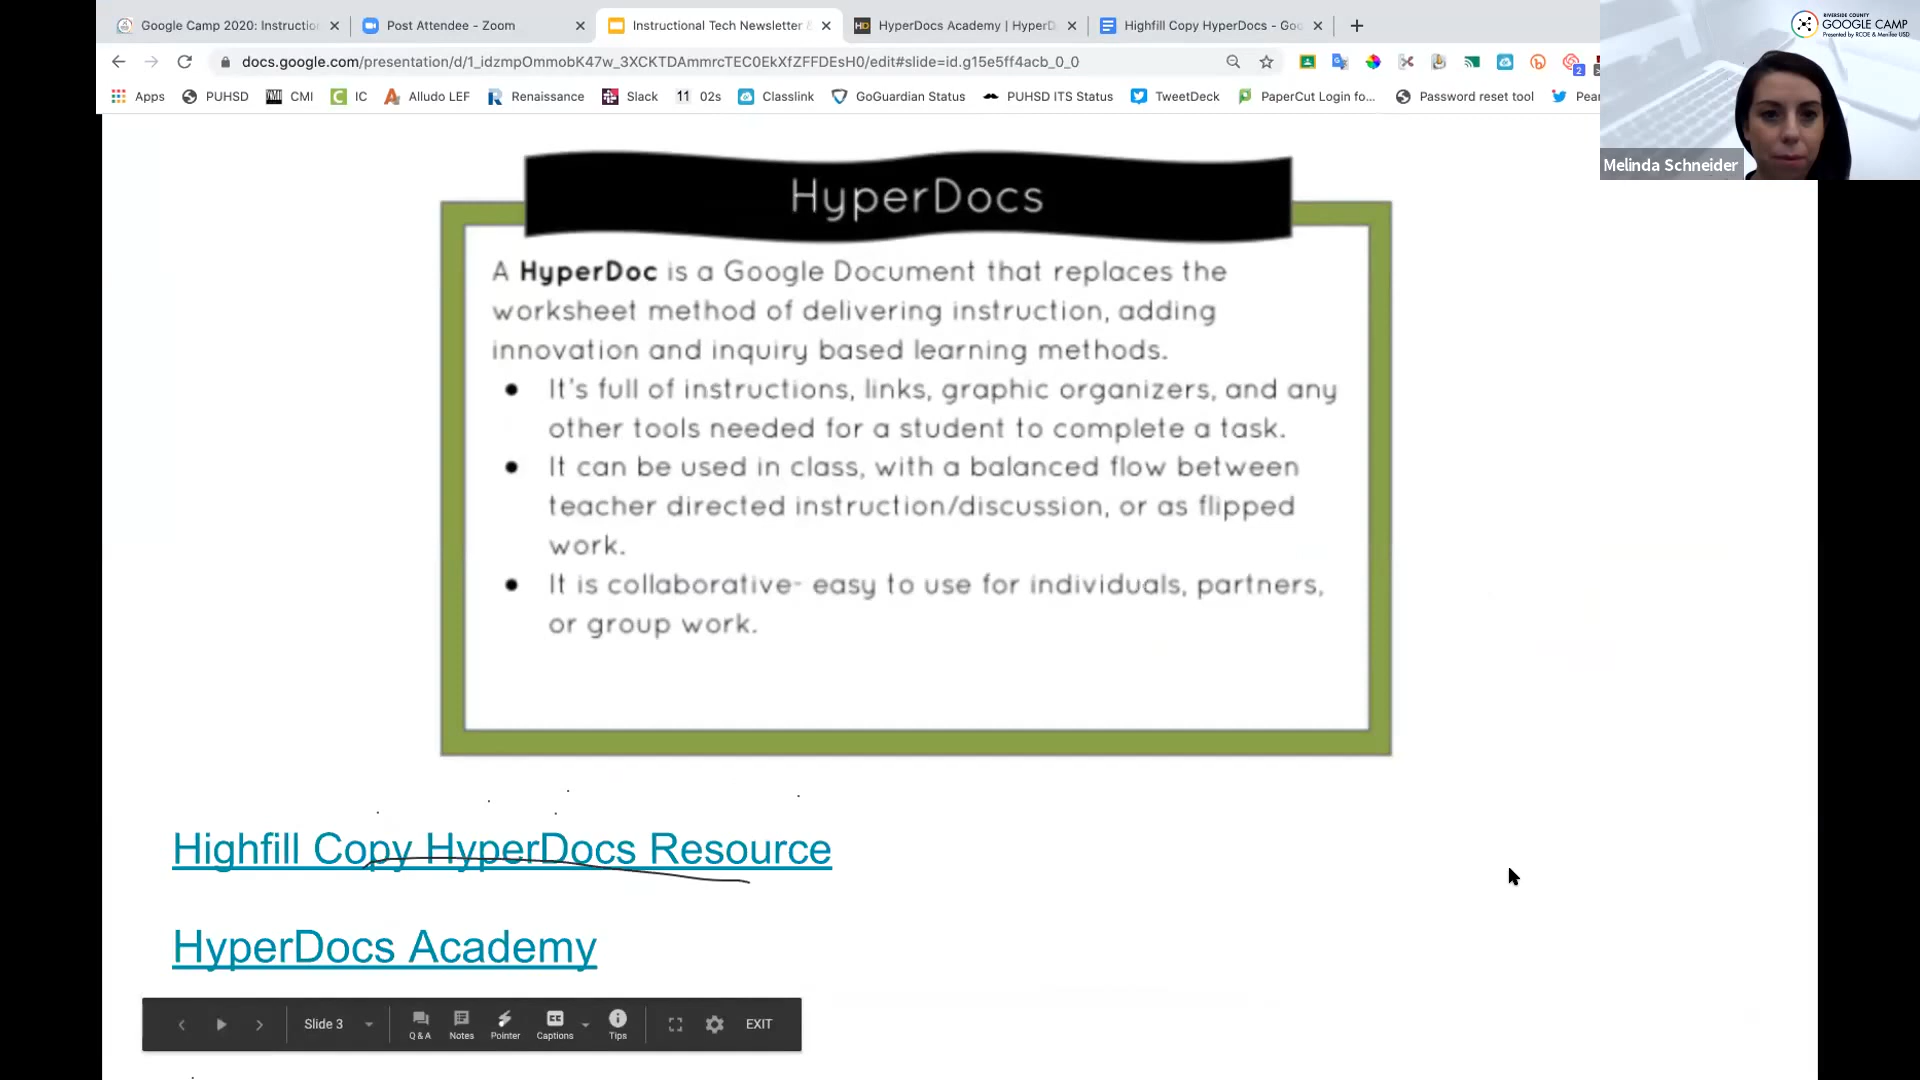 Google Camp 2020: Instructio
Post Attendee - Zoom
Instructional Tech Newsletter
HyperDocs Academy | HyperD
Highfill Copy HyperDocs - Goo
docs.google.com/presentation/d/1_idzmpOmmobK47w_3XCKTDAmmrcTEC0EkXfZFFDEsH0/edit#slide=id.g15e5ff4acb_0_0
2
Apps
PUHSD
CMI
IC
Alludo LEF
Renaissance
Slack
11 02s
Classlink
GoGuardian Status
PUHSD ITS Status
TweetDeck
PaperCut Login fo...
Password reset tool
Pear
RIVERSIDE COUNTY
GOOGLE CAMP
Presented by RCOE & Menifee USD
Melinda Schneider
HyperDocs
A HyperDoc is a Google Document that replaces the
worksheet method of delivering instruction, adding
innovation and inquiry based learning methods.
● It's full of instructions, links, graphic organizers, and any
other tools needed for a student to complete a task.
● It can be used in class, with a balanced flow between
teacher directed instruction/discussion, or as flipped
work.
● It is collaborative- easy to use for individuals, partners,
or group work.
Highfill Copy HyperDocs Resource
HyperDocs Academy
Slide 3
Q & A
Notes
Pointer
CC
Captions
Tips
EXIT